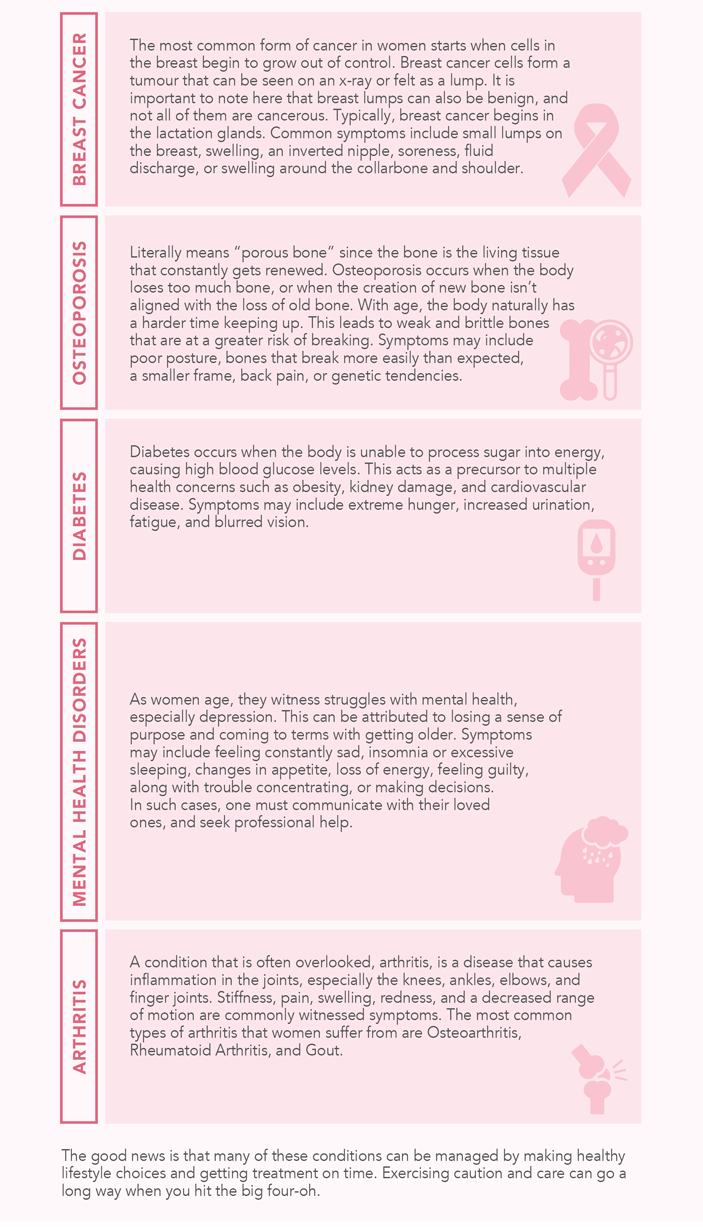 BREAST CANCER
The most common form of cancer in women starts when cells in
the breast begin to grow out of control. Breast cancer cells form a
tumour that can be seen on an x-ray or felt as a lump. It is
important to note here that breast lumps can also be benign, and
not all of them are cancerous. Typically, breast cancer begins in
the lactation glands. Common symptoms include small lumps on
the breast, swelling, an inverted nipple, soreness, fluid
discharge, or swelling around the collarbone and shoulder.
OSTEOPOROSIS
Literally means “porous bone” since the bone is the living tissue
that constantly gets renewed. Osteoporosis occurs when the body
loses too much bone, or when the creation of new bone isn’t
aligned with the loss of old bone. With age, the body naturally has
a harder time keeping up. This leads to weak and brittle bones
that are at a greater risk of breaking. Symptoms may include
poor posture, bones that break more easily than expected,
a smaller frame, back pain, or genetic tendencies.
DIABETES
Diabetes occurs when the body is unable to process sugar into energy,
causing high blood glucose levels. This acts as a precursor to multiple
health concerns such as obesity, kidney damage, and cardiovascular
disease. Symptoms may include extreme hunger, increased urination,
fatigue, and blurred vision.
MENTAL HEALTH DISORDERS
As women age, they witness struggles with mental health,
especially depression. This can be attributed to losing a sense of
purpose and coming to terms with getting older. Symptoms
may include feeling constantly sad, insomnia or excessive
sleeping, changes in appetite, loss of energy, feeling guilty,
along with trouble concentrating, or making decisions.
In such cases, one must communicate with their loved
ones, and seek professional help.
ARTHRITIS
A condition that is often overlooked, arthritis, is a disease that causes
inflammation in the joints, especially the knees, ankles, elbows, and
finger joints. Stiffness, pain, swelling, redness, and a decreased range
of motion are commonly witnessed symptoms. The most common
types of arthritis that women suffer from are Osteoarthritis,
Rheumatoid Arthritis, and Gout.
The good news is that many of these conditions can be managed by making healthy
lifestyle choices and getting treatment on time. Exercising caution and care can go a
long way when you hit the big four-oh.